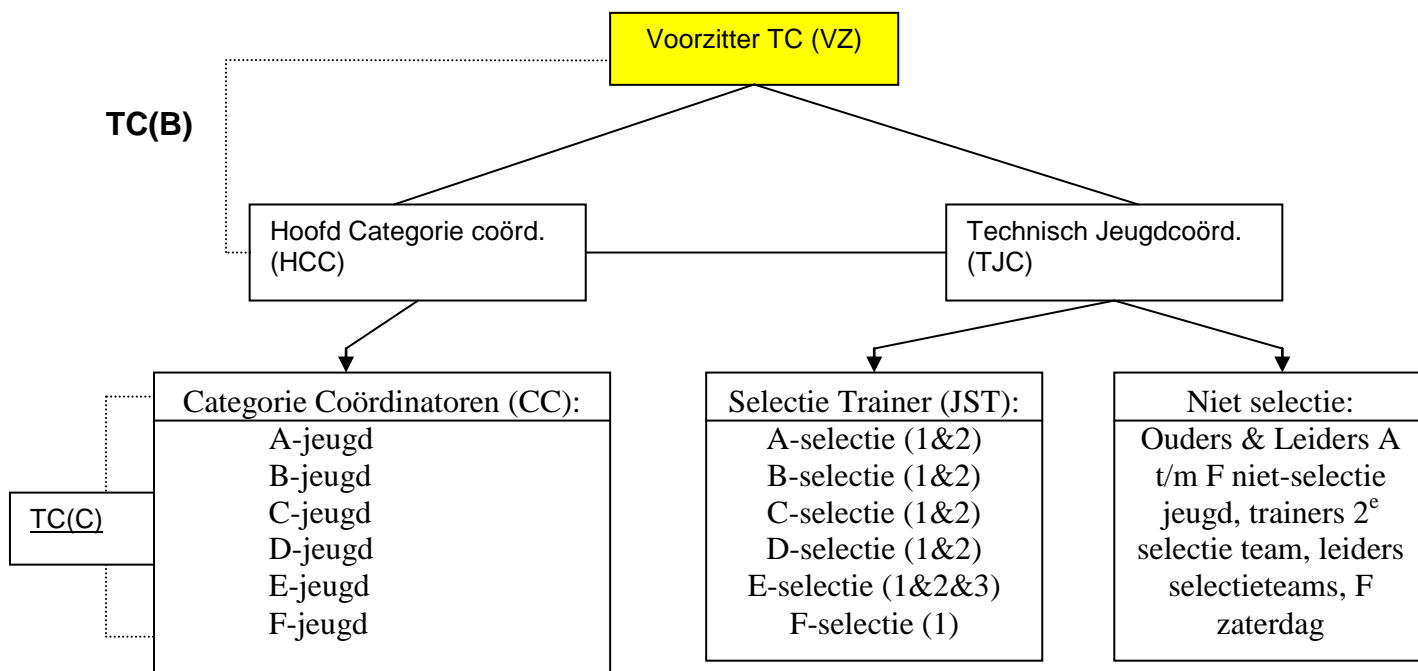 Voorzitter TC (VZ)
TC(B)
Hoofd Categorie coörd.
(HCC)
Technisch Jeugdcoörd.
(TJC)
Categorie Coördinatoren (CC):
A-jeugd
B-jeugd
C-jeugd
D-jeugd
E-jeugd
F-jeugd
TC(C)
Selectie Trainer (JST):
A-selectie (1&2)
B-selectie (1&2)
C-selectie (1&2)
D-selectie (1&2)
E-selectie (1&2&3)
F-selectie (1)
Niet selectie:
Ouders & Leiders A
t/m F niet-selectie
jeugd, trainers 2e
selectie team, leiders
selectieteams, F
zaterdag